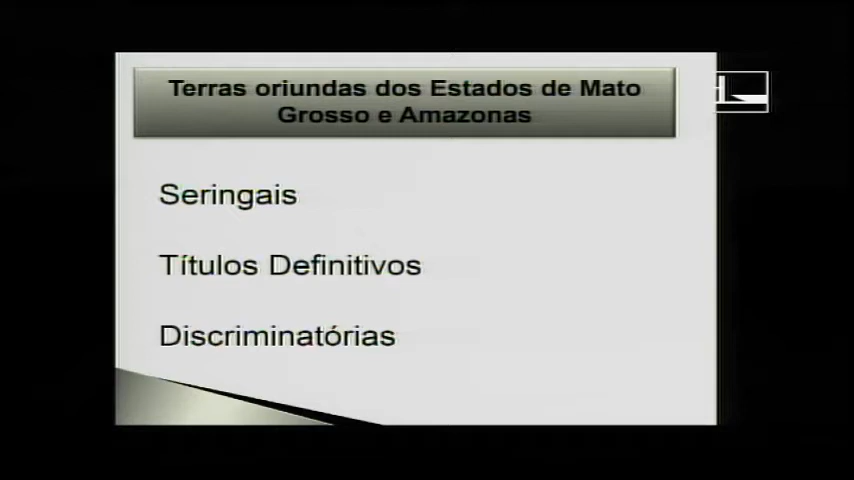 Terras oriundas dos Estados de Mato
Grosso e Amazonas
Seringais
Títulos Definitivos
Discriminatórias